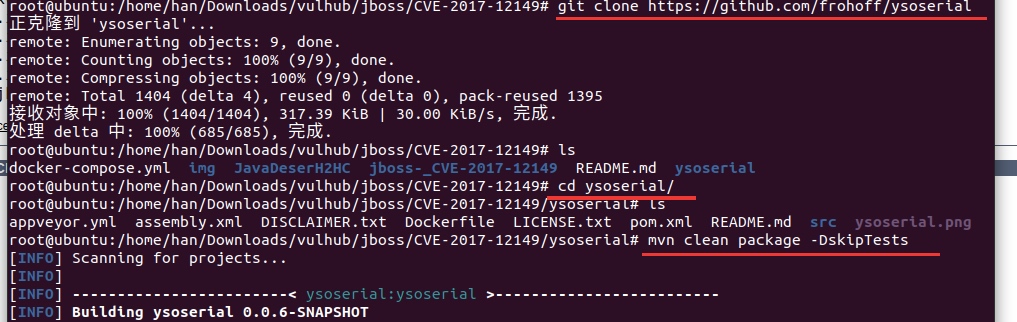 root@ubuntu:/home/han/Downloads/vulhub/jboss/CVE-2017-12149# git clone https://github.com/frohoff/ysoserial
正克隆到 'ysoserial'...
remote: Enumerating objects: 9, done.
remote: Counting objects: 100% (9/9), done.
remote: Compressing objects: 100% (9/9), done.
remote: Total 1404 (delta 4), reused 0 (delta 0), pack-reused 1395
接收对象中: 100% (1404/1404), 317.39 KiB | 30.00 KiB/s, 完成.
处理 delta 中: 100% (685/685), 完成.
root@ubuntu:/home/han/Downloads/vulhub/jboss/CVE-2017-12149# ls
docker-compose.yml  img  JavaDeserH2HC  jboss-_CVE-2017-12149  README.md  ysoserial
root@ubuntu:/home/han/Downloads/vulhub/jboss/CVE-2017-12149# cd ysoserial/
root@ubuntu:/home/han/Downloads/vulhub/jboss/CVE-2017-12149/ysoserial# ls
appveyor.yml  assembly.xml  DISCLAIMER.txt  Dockerfile  LICENSE.txt  pom.xml  README.md  src  ysoserial.png
root@ubuntu:/home/han/Downloads/vulhub/jboss/CVE-2017-12149/ysoserial# mvn clean package -DskipTests
[INFO] Scanning for projects...
[INFO]
[INFO] -----------------------< ysoserial:ysoserial >------------------------
[INFO] Building ysoserial 0.0.6-SNAPSHOT